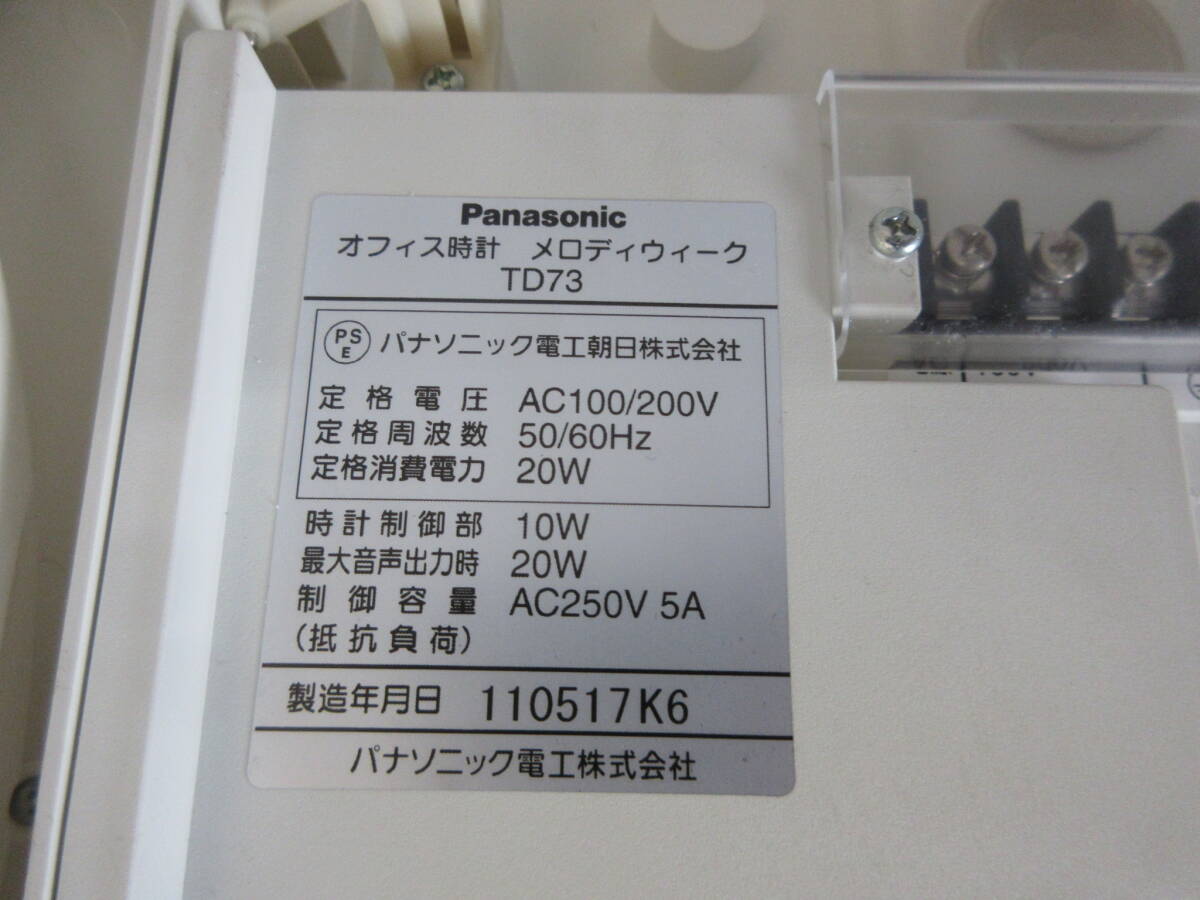 Panasonic
オフィス時計 メロディウィーク
TD73
PS E パナソニック電工朝日株式会社
定格電圧 AC100/200V
定格周波数 50/60Hz
定格消費電力 20W
時計制御部 10W
最大音声出力時 20W
制御容量 AC250V 5A
(抵抗負荷)
製造年月日 110517K6
パナソニック電工株式会社